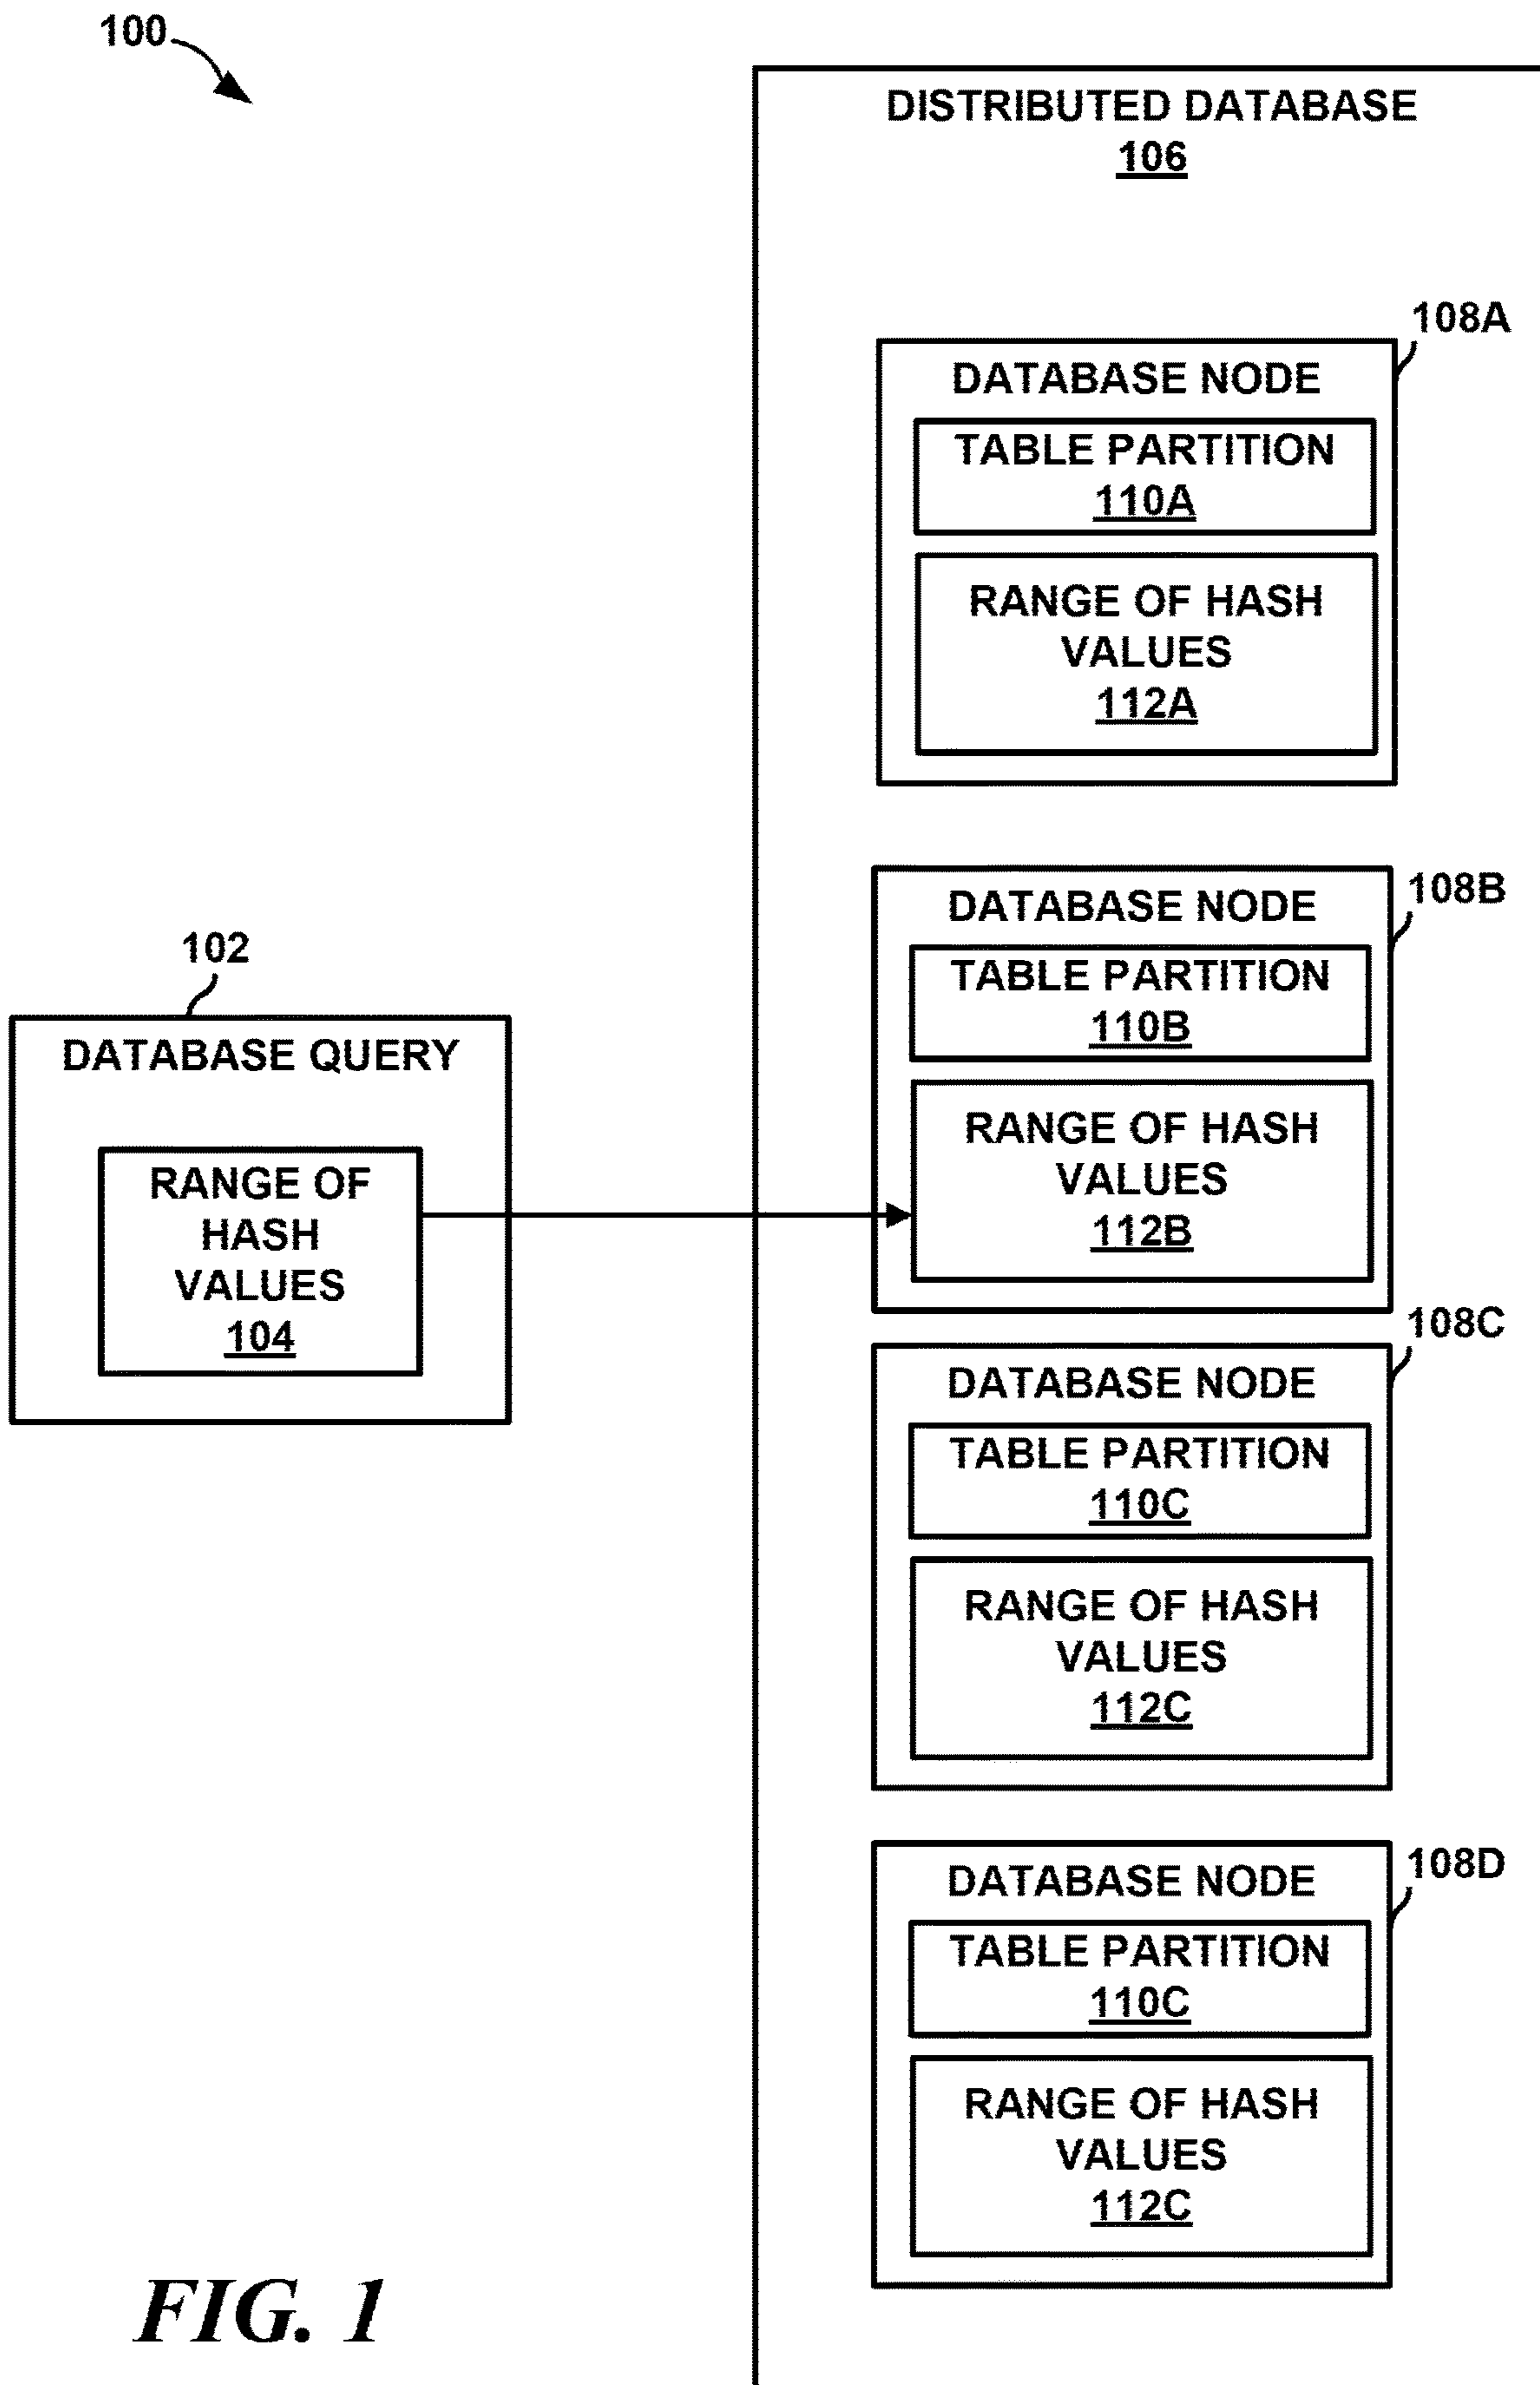 100
DISTRIBUTED DATABASE
106
108A
DATABASE NODE
TABLE PARTITION
110A
RANGE OF HASH
VALUES
112A
108B
DATABASE NODE
TABLE PARTITION
110B
RANGE OF HASH
VALUES
112B
102
DATABASE QUERY
RANGE OF
HASH
VALUES
104
108C
DATABASE NODE
TABLE PARTITION
110C
RANGE OF HASH
VALUES
112C
108D
DATABASE NODE
TABLE PARTITION
110C
RANGE OF HASH
VALUES
112C
FIG. 1